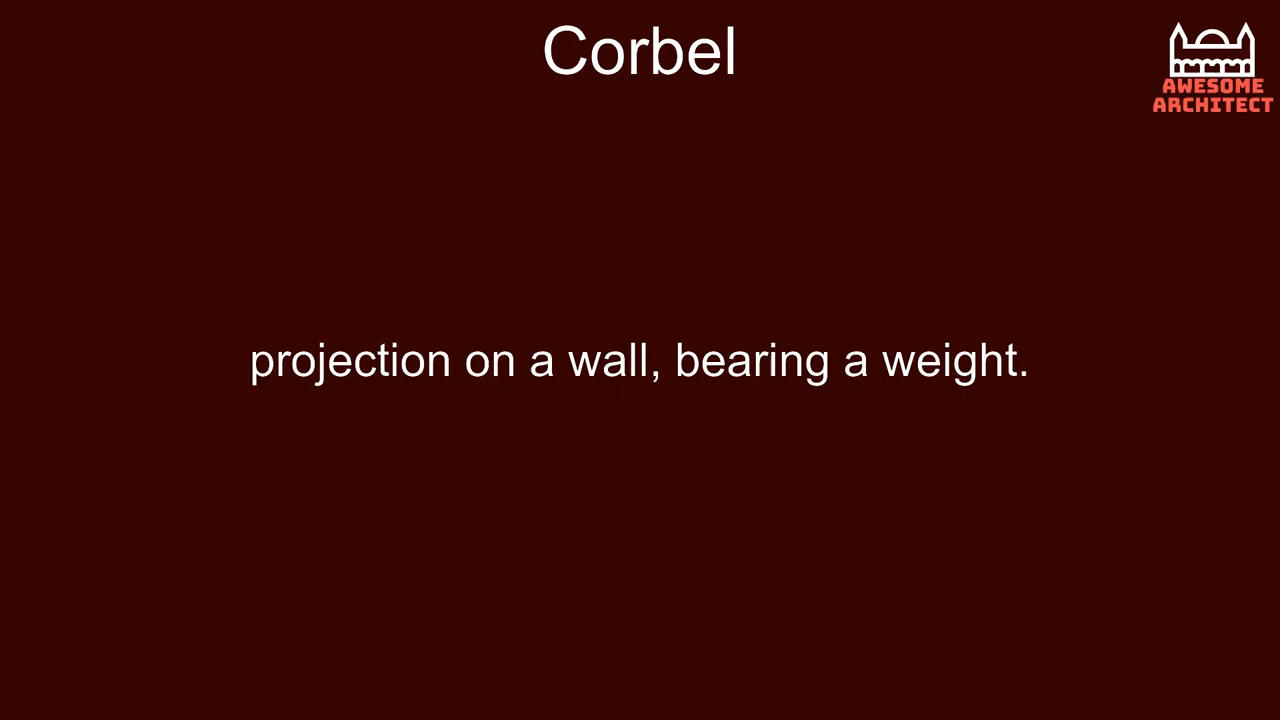 Corbel
AWESOME
ARCHITECT
projection on a wall, bearing a weight.